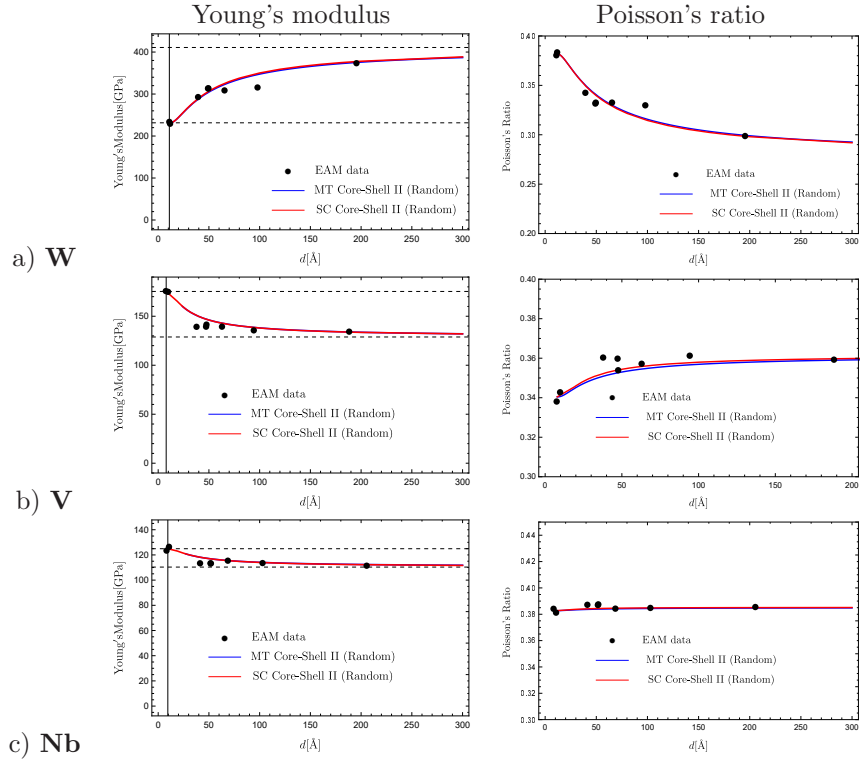 Young's modulus
Poisson's ratio
Young'sModulus[GPa]
400
300
200
100
0
EAM data
MT Core-Shell II (Random)
SC Core-Shell II (Random)
0 50 100 150 200 250 300
d[Å]
Poisson's Ratio
0.40
0.35
0.30
0.25
0.20
EAM data
MT Core-Shell II (Random)
SC Core-Shell II (Random)
0 50 100 150 200 250 300
d[Å]
a) W
Young'sModulus[GPa]
150
100
50
0
EAM data
MT Core-Shell II (Random)
SC Core-Shell II (Random)
0 50 100 150 200 250 300
d[Å]
Poisson's Ratio
0.40
0.38
0.36
0.34
0.32
0.30
EAM data
MT Core-Shell II (Random)
SC Core-Shell II (Random)
0 50 100 150 200
d[Å]
b) V
Young'sModulus[GPa]
140
120
100
80
60
40
20
0
EAM data
MT Core-Shell II (Random)
SC Core-Shell II (Random)
0 50 100 150 200 250 300
d[Å]
Poisson's Ratio
0.44
0.42
0.40
0.38
0.36
0.34
0.32
0.30
EAM data
MT Core-Shell II (Random)
SC Core-Shell II (Random)
0 50 100 150 200 250 300
d[Å]
c) Nb